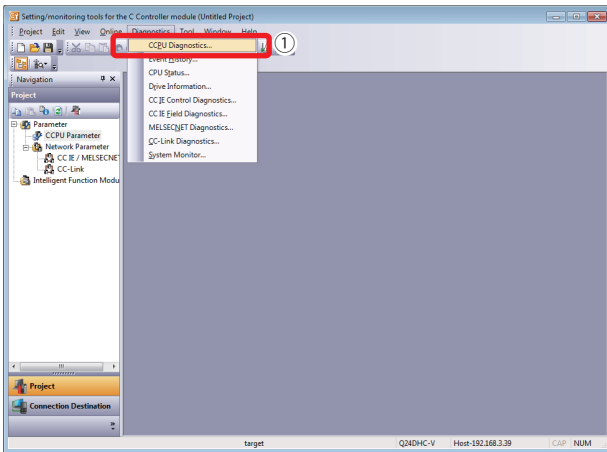 Setting/monitoring tools for the C Controller module (Untitled Project)
Project Edit View Online Diagnostics Tool Window Help
CCPU Diagnostics...
①
Event History...
CPU Status...
Drive Information...
CC IE Control Diagnostics...
CC IE Field Diagnostics...
MELSECNET Diagnostics...
CC-Link Diagnostics...
System Monitor...
Navigation
Project
Parameter
CCPU Parameter
Network Parameter
CC IE / MELSECNET
CC-Link
Intelligent Function Modu
Project
Connection Destination
target Q24DHC-V Host-192.168.3.39 CAP NUM